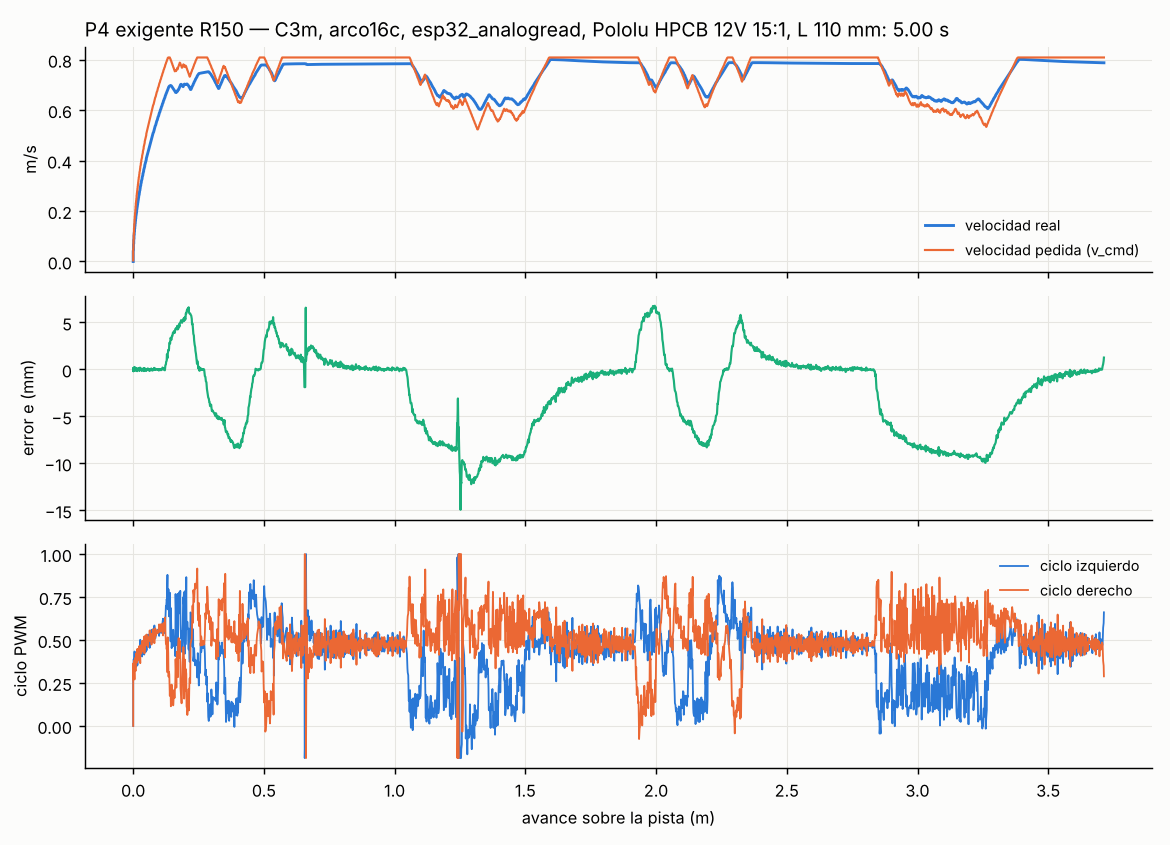 P4 exigente R150 — C3m, arco16c, esp32_analogread, Pololu HPCB 12V 15:1, L 110 mm: 5.00 s
0.8
0.6
0.4
0.2
0.0
m/s
velocidad real
velocidad pedida (v_cmd)
5
0
−5
−10
−15
error e (mm)
1.00
0.75
0.50
0.25
0.00
ciclo PWM
ciclo izquierdo
ciclo derecho
0.0 0.5 1.0 1.5 2.0 2.5 3.0 3.5
avance sobre la pista (m)